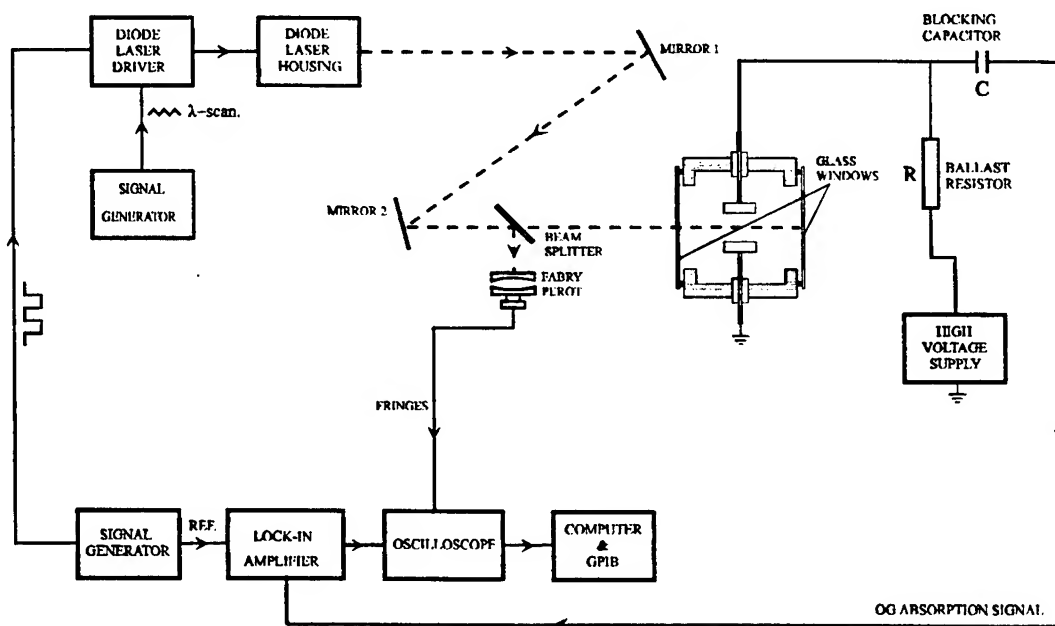 DIODE
LASER
DRIVER
DIODE
LASER
HOUSING
MIRROR 1
BLOCKING
CAPACITOR
C
λ-scan.
SIGNAL
GENERATOR
GLASS
WINDOWS
R
BALLAST
RESISTOR
MIRROR 2
BEAM
SPLITTER
FABRY
PEROT
HIGH
VOLTAGE
SUPPLY
FRINGES
SIGNAL
GENERATOR
REF.
LOCK-IN
AMPLIFIER
OSCILLOSCOPE
COMPUTER
&
GPIB
OG ABSORPTION SIGNAL